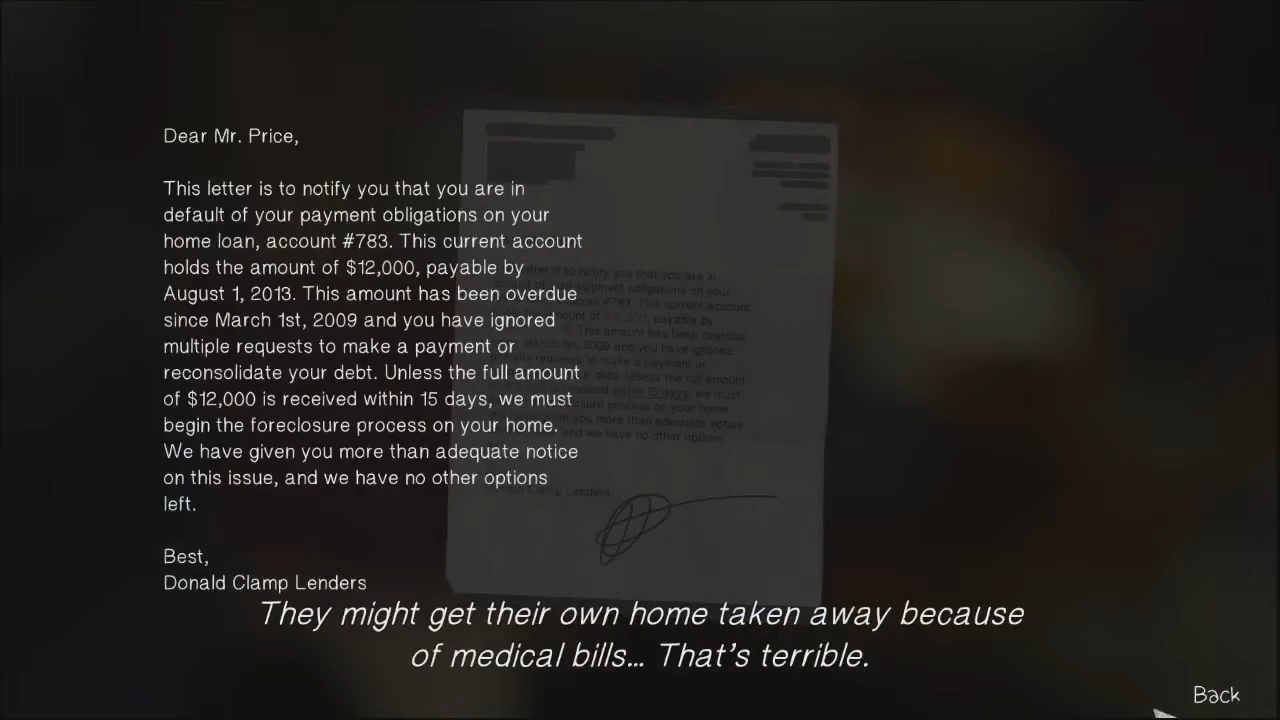 Dear Mr. Price,
This letter is to notify you that you are in
default of your payment obligations on your
home loan, account #783. This current account
holds the amount of $12,000, payable by
August 1, 2013. This amount has been overdue
since March 1st, 2009 and you have ignored
multiple requests to make a payment or
reconsolidate your debt. Unless the full amount
of $12,000 is received within 15 days, we must
begin the foreclosure process on your home.
We have given you more than adequate notice
on this issue, and we have no other options
left.
Best,
Donald Clamp Lenders
They might get their own home taken away because
of medical bills... That's terrible.
Back